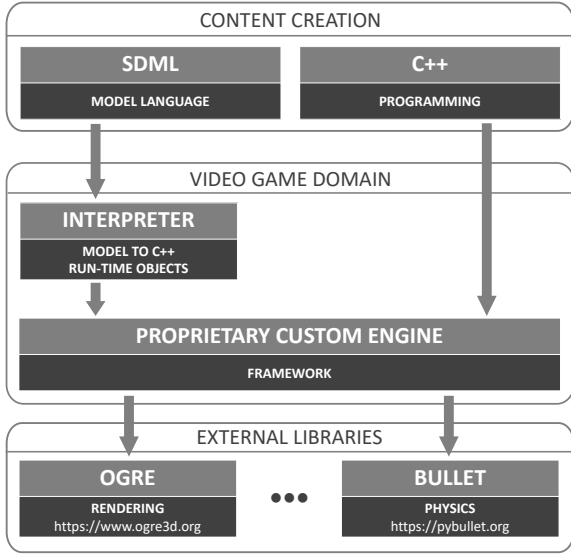 CONTENT CREATION
SDML
MODEL LANGUAGE
C++
PROGRAMMING
VIDEO GAME DOMAIN
INTERPRETER
MODEL TO C++
RUN-TIME OBJECTS
PROPRIETARY CUSTOM ENGINE
FRAMEWORK
EXTERNAL LIBRARIES
OGRE
RENDERING
https://www.ogre3d.org
•••
BULLET
PHYSICS
https://pybullet.org